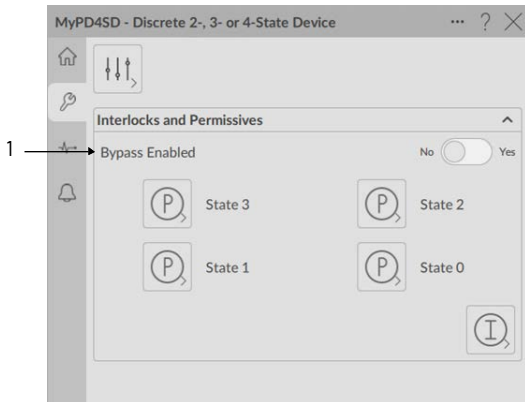 MyPD4SD - Discrete 2-, 3- or 4-State Device ... ?
Interlocks and Permissives
1 Bypass Enabled No Yes
P State 3 P State 2
P State 1 P State 0
I